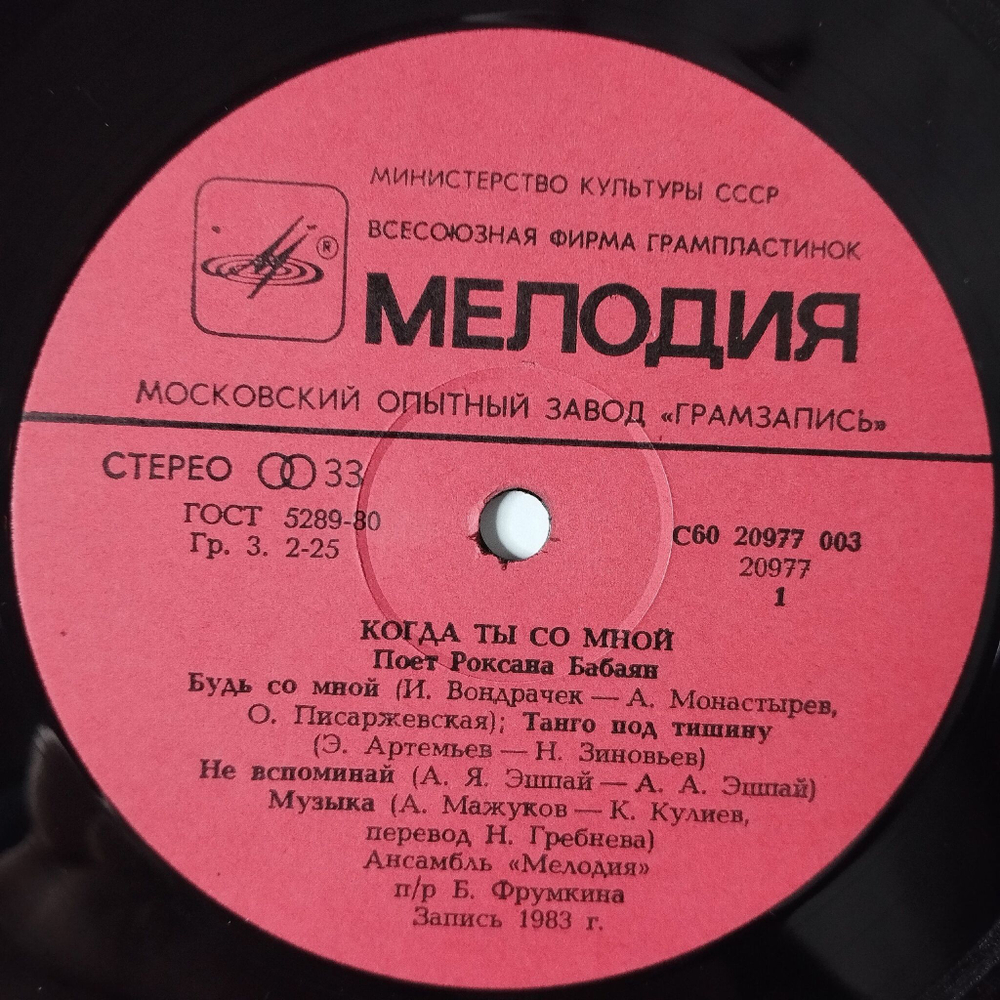 МИНИСТЕРСТВО КУЛЬТУРЫ СССР
ВСЕСОЮЗНАЯ ФИРМА ГРАМПЛАСТИНОК
®
МЕЛОДИЯ
МОСКОВСКИЙ ОПЫТНЫЙ ЗАВОД «ГРАМЗАПИСЬ»
СТЕРЕО 33
ГОСТ 5289-80
Гр. 3. 2-25
С60 20977 003
20977
1
КОГДА ТЫ СО МНОЙ
Поет Роксана Бабаян
Будь со мной (И. Вондрачек — А. Монастырев,
О. Писаржевская); Танго под тишину
(Э. Артемьев — Н. Зиновьев)
Не вспоминай (А. Я. Эшпай — А. А. Эшпай)
Музыка (А. Мажуков — К. Кулиев,
перевод Н. Гребнева)
Ансамбль «Мелодия»
п/р Б. Фрумкина
Запись 1983 г.